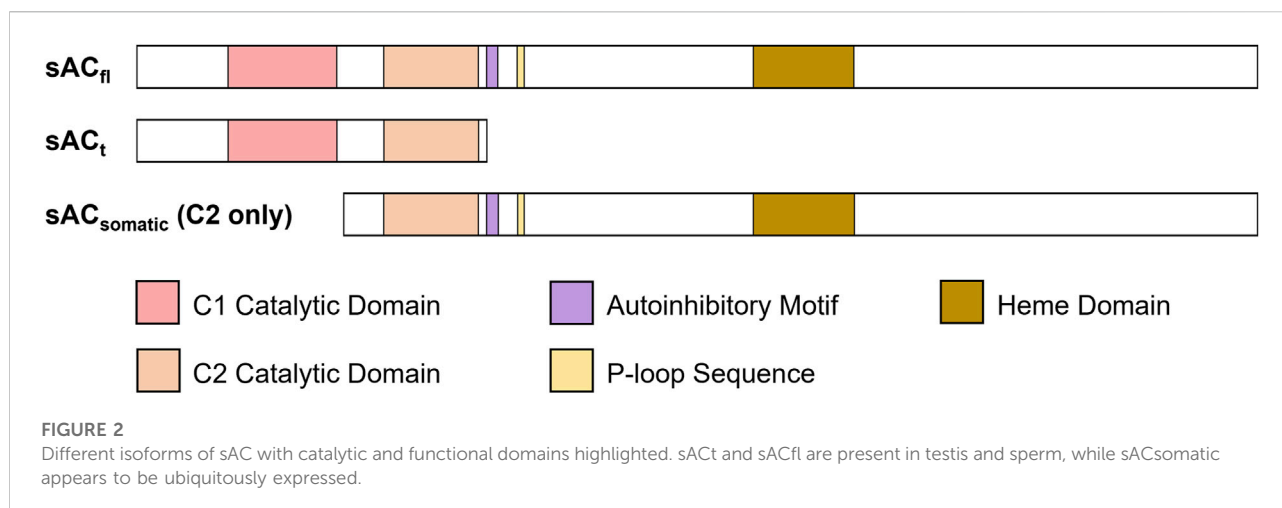 sACfl
sACt
sACsomatic (C2 only)
C1 Catalytic Domain
Autoinhibitory Motif
Heme Domain
C2 Catalytic Domain
P-loop Sequence
FIGURE 2
Different isoforms of sAC with catalytic and functional domains highlighted. sACt and sACfl are present in testis and sperm, while sACsomatic
appears to be ubiquitously expressed.